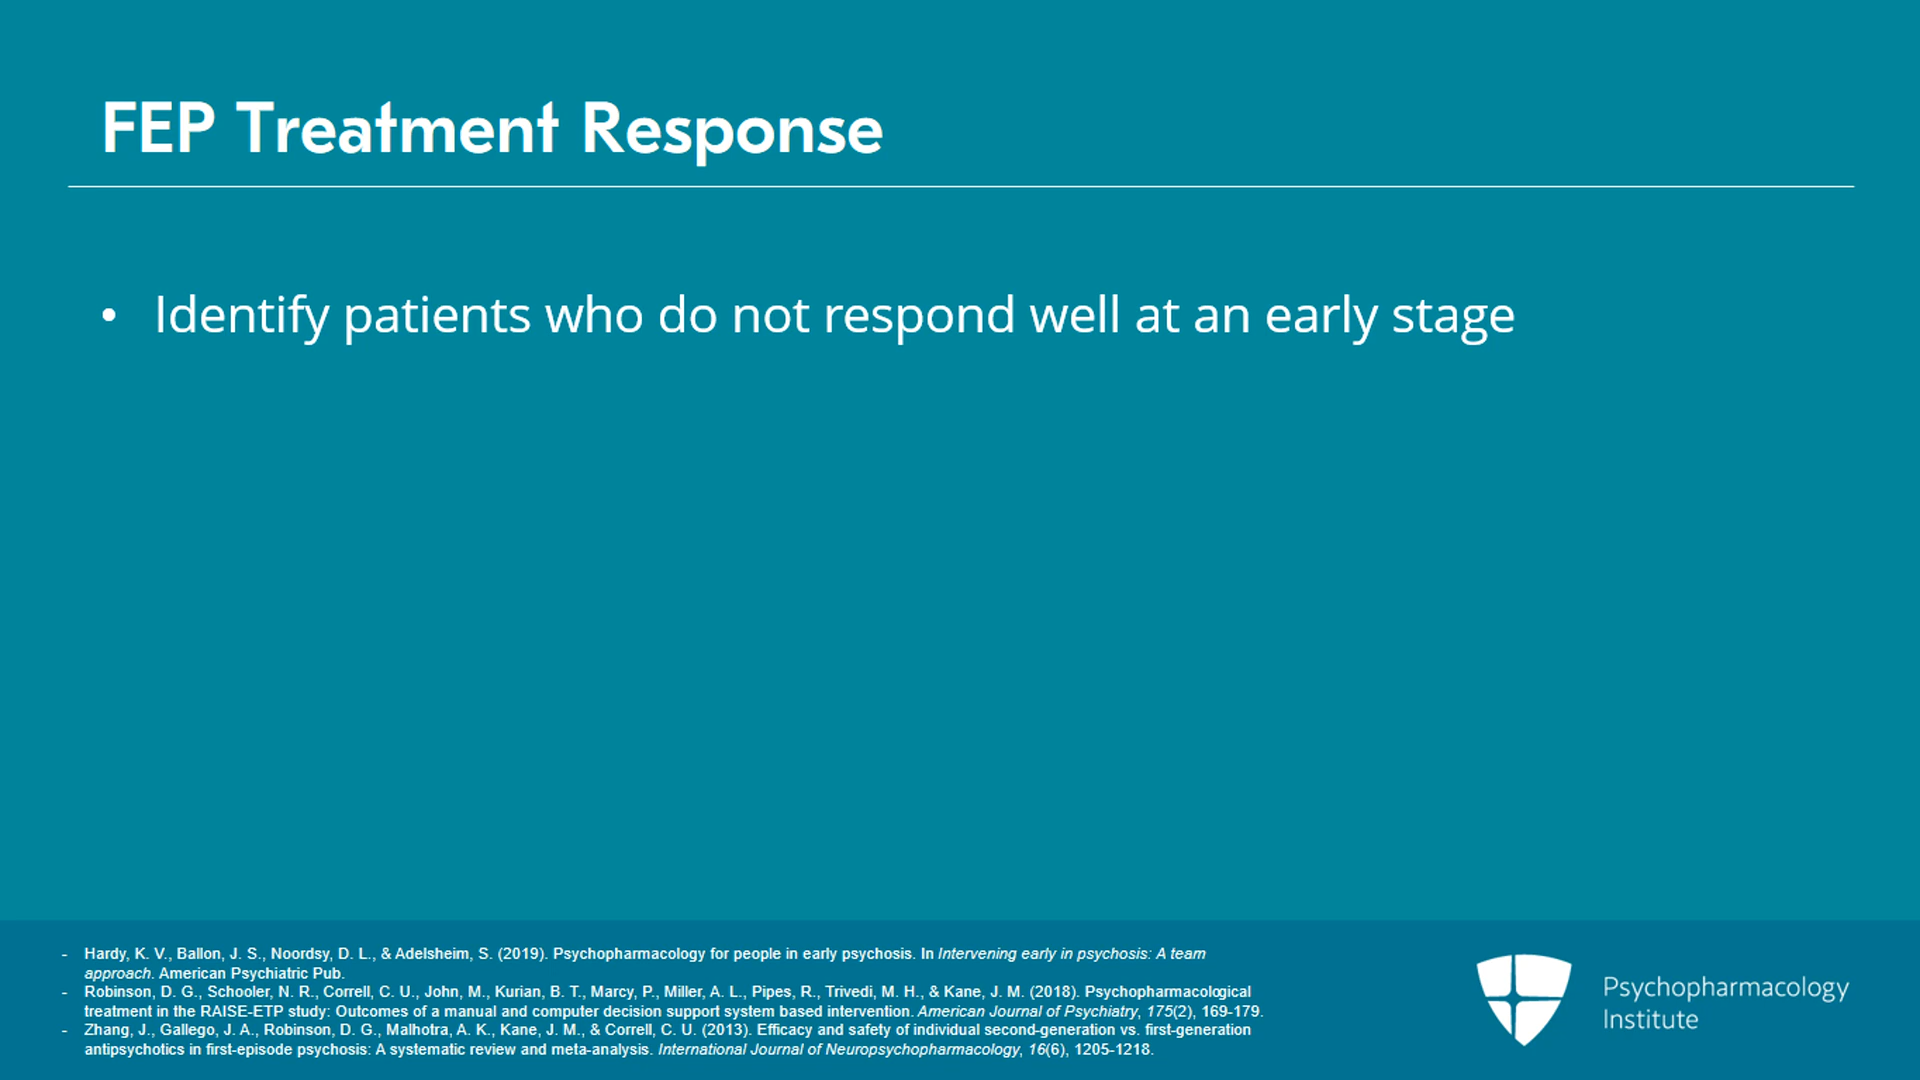 FEP Treatment Response
• Identify patients who do not respond well at an early stage
- Hardy, K. V., Ballon, J. S., Noordsy, D. L., & Adelsheim, S. (2019). Psychopharmacology for people in early psychosis. In Intervening early in psychosis: A team
approach. American Psychiatric Pub.
- Robinson, D. G., Schooler, N. R., Correll, C. U., John, M., Kurian, B. T., Marcy, P., Miller, A. L., Pipes, R., Trivedi, M. H., & Kane, J. M. (2018). Psychopharmacological
treatment in the RAISE-ETP study: Outcomes of a manual and computer decision support system based intervention. American Journal of Psychiatry, 175(2), 169-179.
- Zhang, J., Gallego, J. A., Robinson, D. G., Malhotra, A. K., Kane, J. M., & Correll, C. U. (2013). Efficacy and safety of individual second-generation vs. first-generation
antipsychotics in first-episode psychosis: A systematic review and meta-analysis. International Journal of Neuropsychopharmacology, 16(6), 1205-1218.
Psychopharmacology
Institute